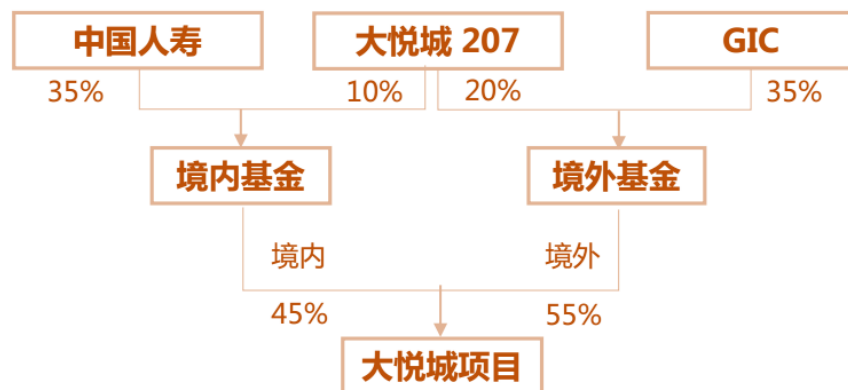 中国人寿
大悦城 207
GIC
35%
10%
20%
35%
境内基金
境外基金
境内
境外
45%
55%
大悦城项目